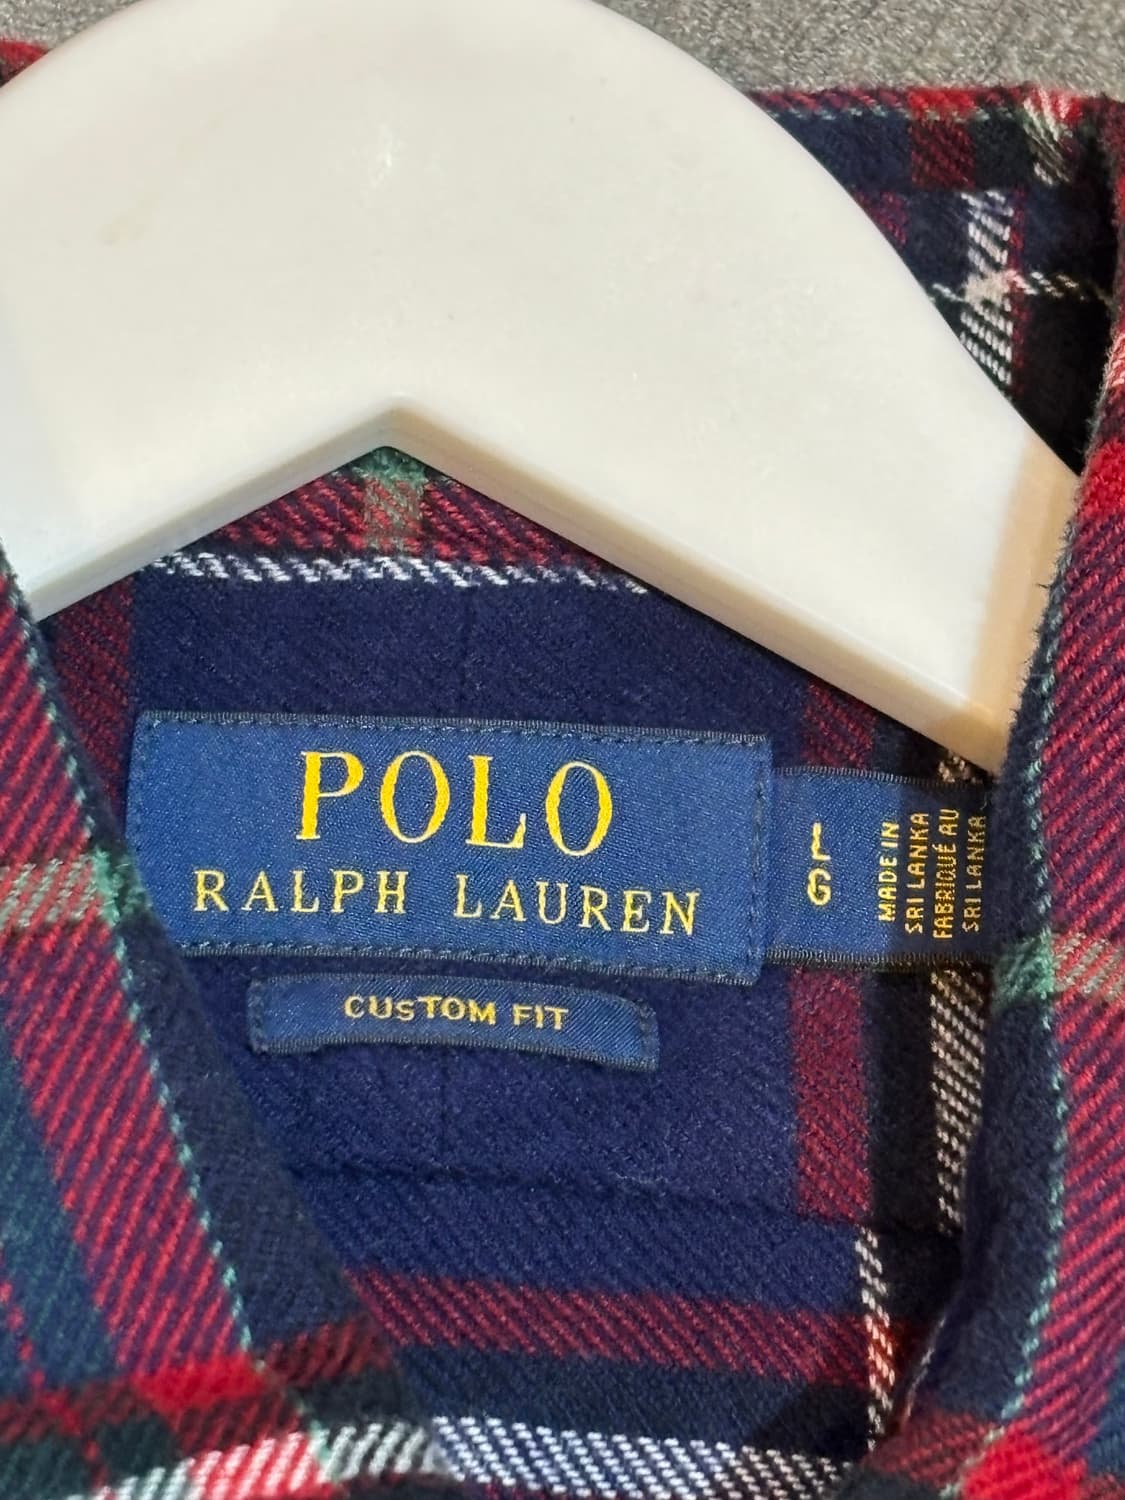 POLO
RALPH LAUREN
CUSTOM FIT
L
G
MADE IN
SRI LANKA
FABRIQUÉ AU
SRI LANKA